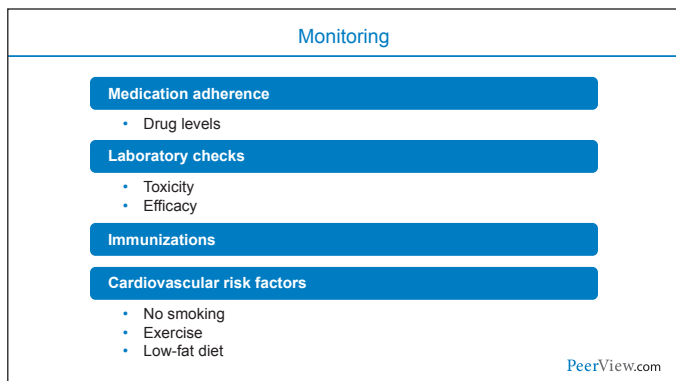 Monitoring
Medication adherence
• Drug levels
Laboratory checks
• Toxicity
• Efficacy
Immunizations
Cardiovascular risk factors
• No smoking
• Exercise
• Low-fat diet
PeerView.com